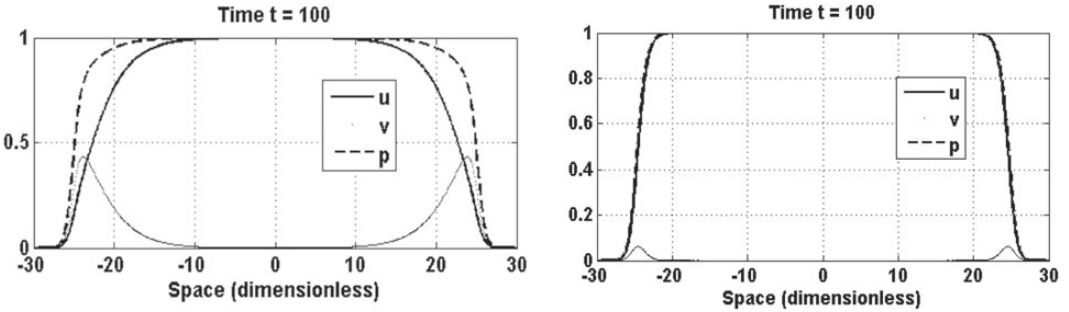 Time t = 100
1
0.5
0
-30 -20 -10 0 10 20 30
Space (dimensionless)
u
v
p
Time t = 100
1
0.8
0.6
0.4
0.2
0
-30 -20 -10 0 10 20 30
Space (dimensionless)
u
v
p